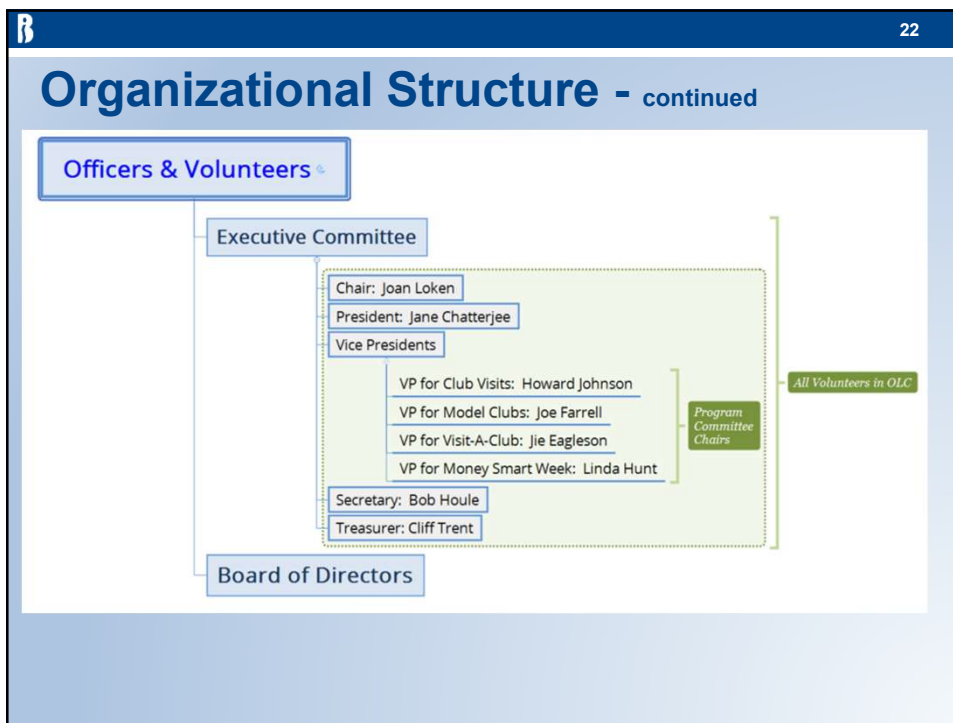 22
Organizational Structure - continued
Officers & Volunteers
Executive Committee
Chair: Joan Loken
President: Jane Chatterjee
Vice Presidents
VP for Club Visits: Howard Johnson
VP for Model Clubs: Joe Farrell
VP for Visit-A-Club: Jie Eagleson
VP for Money Smart Week: Linda Hunt
Program
Committee
Chairs
All Volunteers in OLC
Secretary: Bob Houle
Treasurer: Cliff Trent
Board of Directors